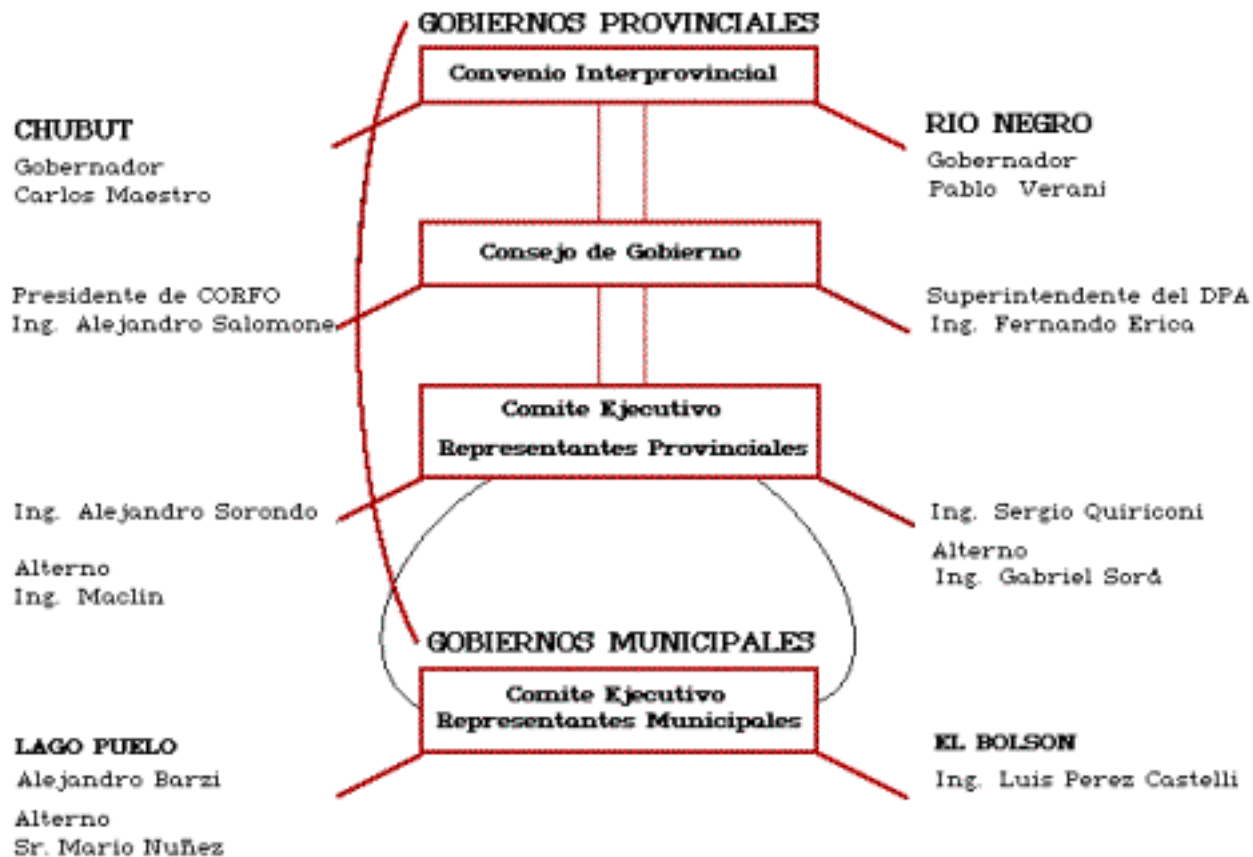 GOBIERNOS PROVINCIALES
Convenio Interprovincial
CHUBUT
Gobernador
Carlos Maestro
RIO NEGRO
Gobernador
Pablo Verani
Consejo de Gobierno
Presidente de CORFO
Ing. Alejandro Salomone
Superintendente del DPA
Ing. Fernando Erica
Comite Ejecutivo
Representantes Provinciales
Ing. Alejandro Sorondo
Alterno
Ing. Maclin
Ing. Sergio Quiriconi
Alterno
Ing. Gabriel
GOBIERNOS MUNICIPALES
Comite Ejecutivo
Representantes Municipales
LAGO PUELO
Alejandro Barzi
Alterno
Sr. Mario Nuñez
EL BOLSON
Ing. Luis Perez Castelli